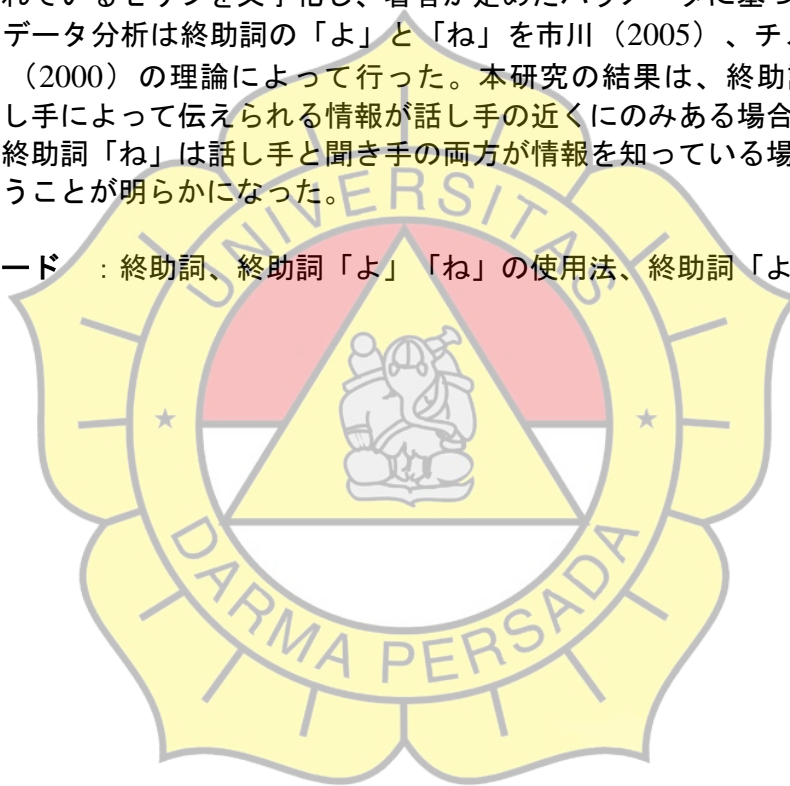 れているセリフを文字化し、著者が定めたパラメータに基づ
データ分析は終助詞の「よ」と「ね」を市川（2005）、チノ
（2000）の理論によって行った。本研究の結果は、終助
し手によって伝えられる情報が話し手の近くにのみある場合
終助詞「ね」は話し手と聞き手の両方が情報を知っている場
うことが明らかになった。
ード ：終助詞、終助詞「よ」「ね」の使用法、終助詞「よ
UNIVERSITAS
DARMA PERSADA